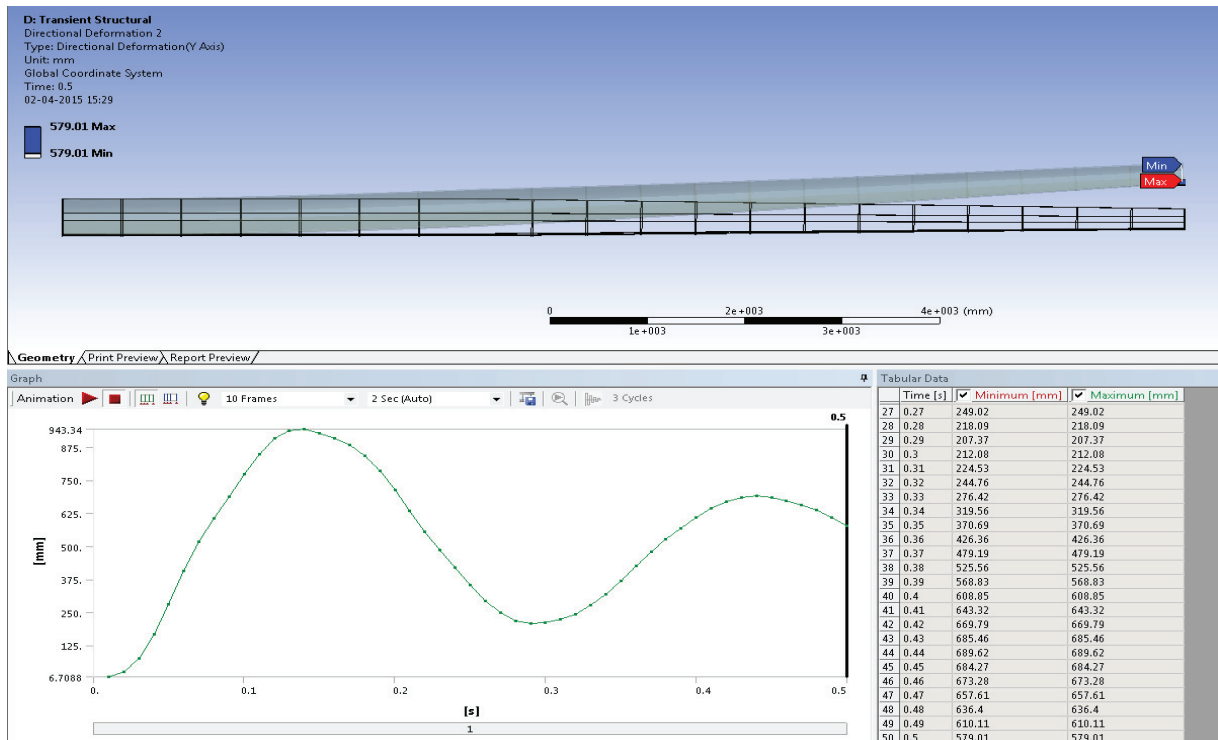 D: Transient Structural
Directional Deformation 2
Type: Directional Deformation(Y Axis)
Unit: mm
Global Coordinate System
Time: 0.5
02-04-2015 15:29
579.01 Max
579.01 Min
Min
Max
0 2e+003 4e+003 (mm)
1e+003 3e+003
Geometry Print Preview Report Preview
Graph
Animation 10 Frames 2 Sec (Auto) 3 Cycles
0.5
943.34
875.
750.
625.
500.
375.
250.
125.
6.7088
[mm]
0. 0.1 0.2 0.3 0.4 0.5
[s]
1
Tabular Data
Time [s] Minimum [mm] Maximum [mm]
27 0.27 249.02 249.02
28 0.28 218.09 218.09
29 0.29 207.37 207.37
30 0.3 212.08 212.08
31 0.31 224.53 224.53
32 0.32 244.76 244.76
33 0.33 276.42 276.42
34 0.34 319.56 319.56
35 0.35 370.69 370.69
36 0.36 426.36 426.36
37 0.37 479.19 479.19
38 0.38 525.56 525.56
39 0.39 568.83 568.83
40 0.4 608.85 608.85
41 0.41 643.32 643.32
42 0.42 669.79 669.79
43 0.43 685.46 685.46
44 0.44 689.62 689.62
45 0.45 684.27 684.27
46 0.46 673.28 673.28
47 0.47 657.61 657.61
48 0.48 636.4 636.4
49 0.49 610.11 610.11
50 0.5 579.01 579.01